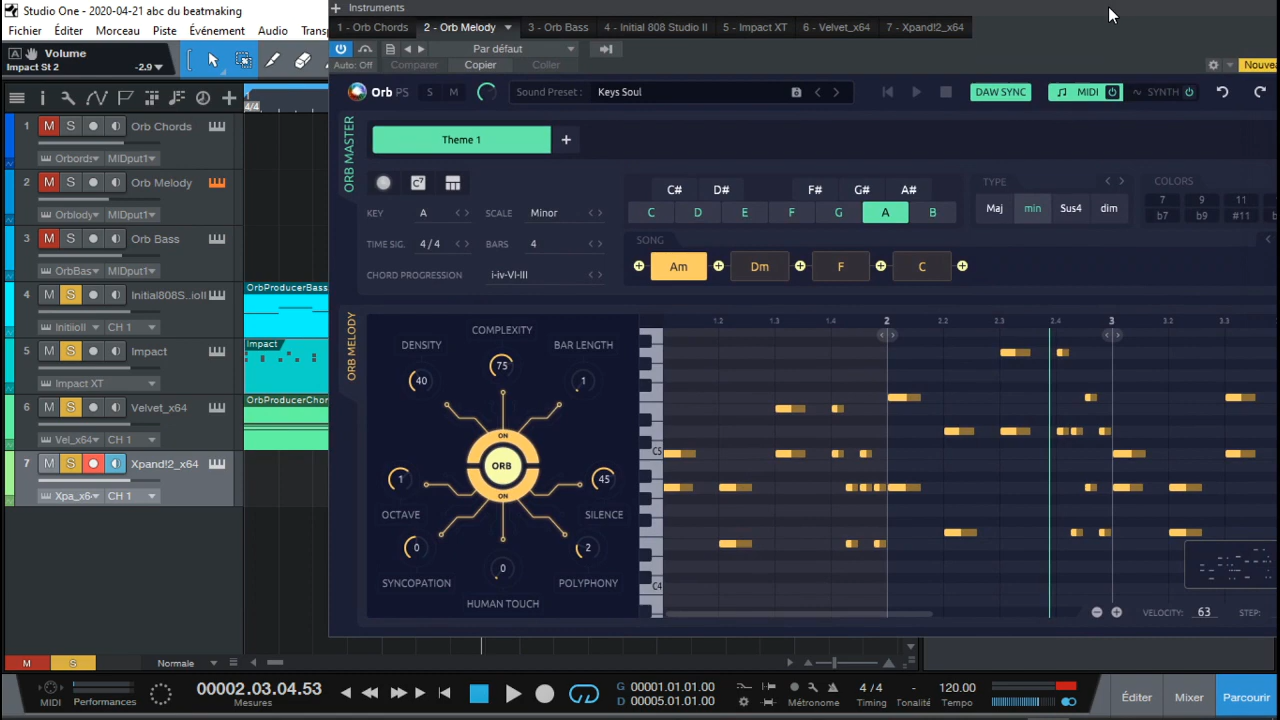 Studio One - 2020-04-21 abc du beatmaking
Instruments
Fichier Éditer Morceau Piste Événement Audio Transp
1 - Orb Chords 2 - Orb Melody 3 - Orb Bass 4 - Initial 808 Studio II 5 - Impact XT 6 - Velvet_x64 7 - Xpand!2_x64
Volume
Impact St 2 -2.9
Par défaut
Auto: Off Comparer Copier Coller Nouvea
Orb PS S M Sound Preset : Keys Soul DAW SYNC MIDI SYNTH
4/4
ORB MASTER
Theme 1 +
1 M S Orb Chords
Orbords MIDput1
2 M S Orb Melody
Orblody MIDput1
3 M S Orb Bass
OrbBas MIDput1
4 M S Initial808S..ioII
Initioll CH 1
5 M S Impact
Impact XT
6 M S Velvet_x64
Vel_x64 CH 1
7 M S Xpand!2_x64
Xpa_x6 CH 1
OrbProducerBass
Impact
OrbProducerChor
C7
KEY A SCALE Minor
TIME SIG. 4 / 4 BARS 4
CHORD PROGRESSION i-iv-VI-III
C# D# F# G# A#
C D E F G A B
TYPE
Maj min Sus4 dim
COLORS
7 9 11
b7 b9 #11
SONG
Am Dm F C
ORB MELODY
COMPLEXITY
DENSITY BAR LENGTH
40 75 1
ON
ORB
ON
1 45
OCTAVE SILENCE
0 0 2
SYNCOPATION POLYPHONY
HUMAN TOUCH
1.2 1.3 1.4 2 2.2 2.3 2.4 3 3.2 3.3
C5
C4
VELOCITY: 63 STEP:
M S Normale
MIDI Performances
00002.03.04.53
Mesures
G 00001.01.01.00
D 00005.01.01.00
Métronome
4 / 4
Timing
-
Tonalité
120.00
Tempo
Éditer Mixer Parcourir